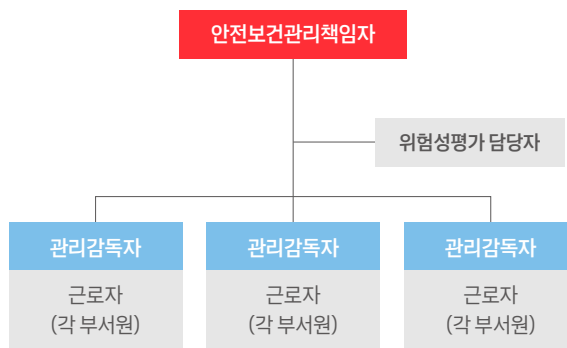 안전보건관리책임자
위험성평가 담당자
관리감독자
근로자
(각 부서원)
관리감독자
근로자
(각 부서원)
관리감독자
근로자
(각 부서원)